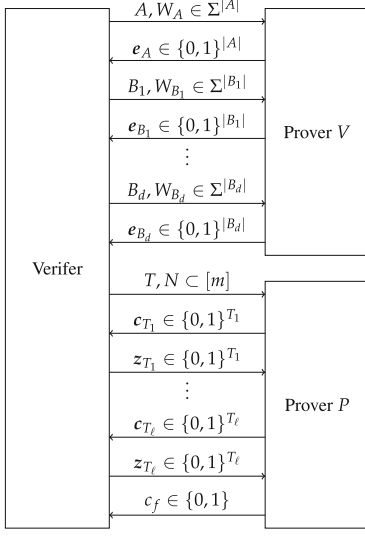 A, W_A ∈ Σ^{|A|}
e_A ∈ {0, 1}^{|A|}
B_1, W_{B_1} ∈ Σ^{|B_1|}
e_{B_1} ∈ {0, 1}^{|B_1|}
Prover V
⋮
B_d, W_{B_d} ∈ Σ^{|B_d|}
e_{B_d} ∈ {0, 1}^{|B_d|}
Verifer
T, N ⊂ [m]
c_{T_1} ∈ {0, 1}^{T_1}
z_{T_1} ∈ {0, 1}^{T_1}
⋮
Prover P
c_{T_ℓ} ∈ {0, 1}^{T_ℓ}
z_{T_ℓ} ∈ {0, 1}^{T_ℓ}
c_f ∈ {0, 1}